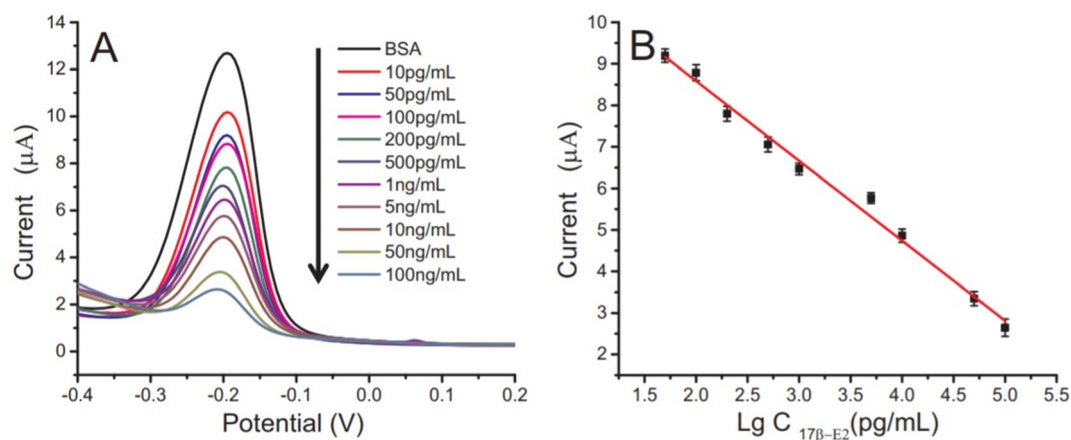 A
14
12
10
8
6
4
2
0
Current (μA)
-0.4 -0.3 -0.2 -0.1 0.0 0.1 0.2
Potential (V)
BSA
10pg/mL
50pg/mL
100pg/mL
200pg/mL
500pg/mL
1ng/mL
5ng/mL
10ng/mL
50ng/mL
100ng/mL
B
10
9
8
7
6
5
4
3
2
Current (μA)
1.5 2.0 2.5 3.0 3.5 4.0 4.5 5.0 5.5
Lg C 17β−E2 (pg/mL)